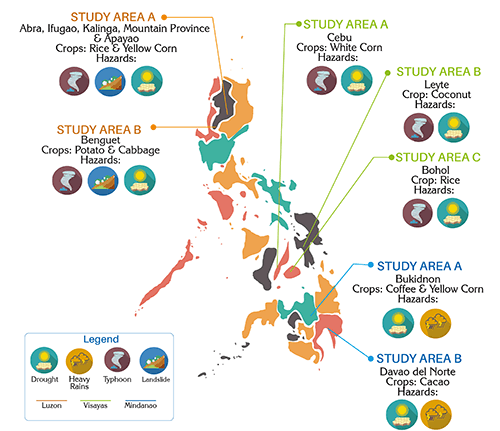 STUDY AREA A
Abra, Ifugao, Kalinga, Mountain Province
& Apayao
Crops: Rice & Yellow Corn
Hazards:
STUDY AREA B
Benguet
Crops: Potato & Cabbage
Hazards:
STUDY AREA A
Cebu
Crops: White Corn
Hazards:
STUDY AREA B
Leyte
Crop: Coconut
Hazards:
STUDY AREA C
Bohol
Crop: Rice
Hazards:
STUDY AREA A
Bukidnon
Crops: Coffee & Yellow Corn
Hazards:
STUDY AREA B
Davao del Norte
Crops: Cacao
Hazards:
Legend
Drought
Heavy
Rains
Typhoon
Landslide
Luzon
Visayas
Mindanao